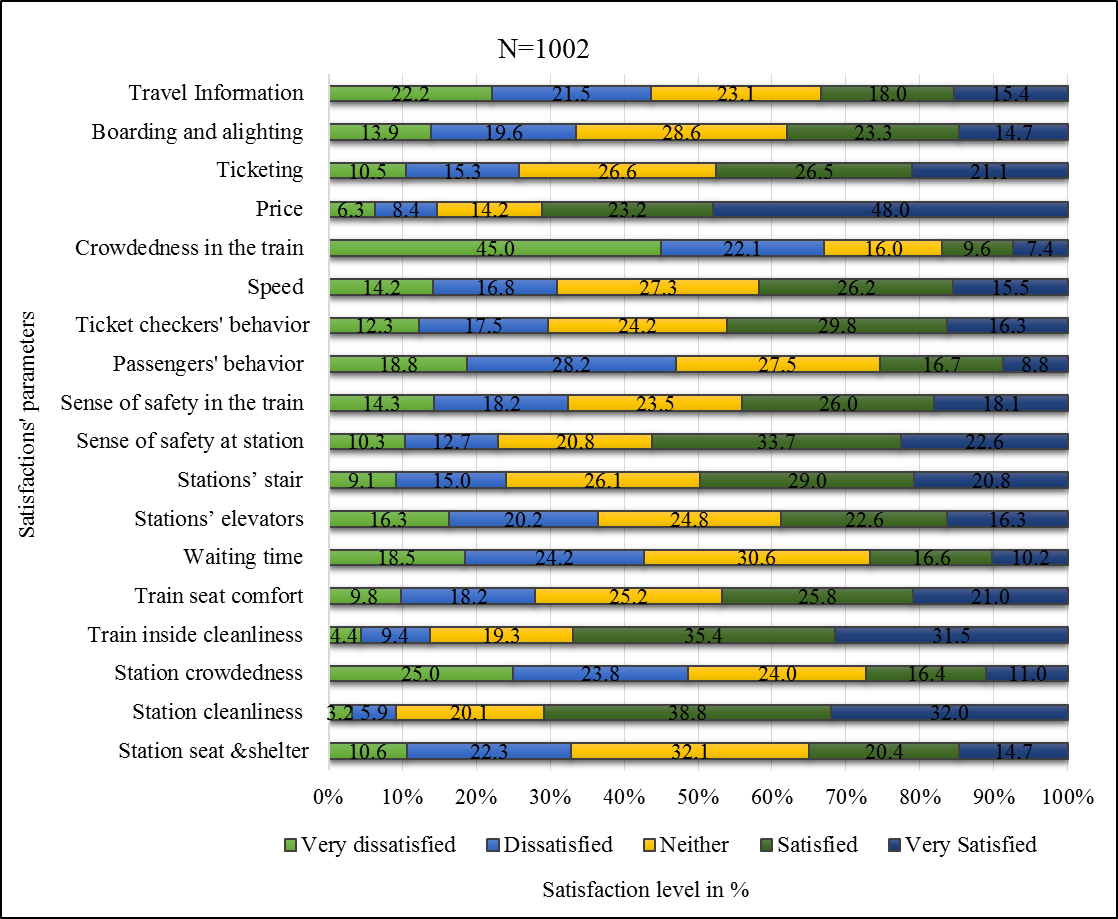 N=1002
Travel Information 22.2 21.5 23.1 18.0 15.4
Boarding and alighting 13.9 19.6 28.6 23.3 14.7
Ticketing 10.5 15.3 26.6 26.5 21.1
Price 6.3 8.4 14.2 23.2 48.0
Crowdedness in the train 45.0 22.1 16.0 9.6 7.4
Speed 14.2 16.8 27.3 26.2 15.5
Ticket checkers' behavior 12.3 17.5 24.2 29.8 16.3
Passengers' behavior 18.8 28.2 27.5 16.7 8.8
Sense of safety in the train 14.3 18.2 23.5 26.0 18.1
Sense of safety at station 10.3 12.7 20.8 33.7 22.6
Stations’ stair 9.1 15.0 26.1 29.0 20.8
Stations’ elevators 16.3 20.2 24.8 22.6 16.3
Waiting time 18.5 24.2 30.6 16.6 10.2
Train seat comfort 9.8 18.2 25.2 25.8 21.0
Train inside cleanliness 4.4 9.4 19.3 35.4 31.5
Station crowdedness 25.0 23.8 24.0 16.4 11.0
Station cleanliness 3.2 5.9 20.1 38.8 32.0
Station seat &shelter 10.6 22.3 32.1 20.4 14.7
Satisfactions' parameters
0% 10% 20% 30% 40% 50% 60% 70% 80% 90% 100%
Very dissatisfied Dissatisfied Neither Satisfied Very Satisfied
Satisfaction level in %